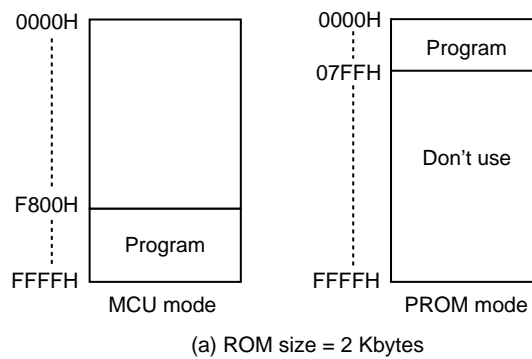 0000H
F800H
Program
FFFFH
MCU mode
0000H
Program
07FFH
Don't use
FFFFH
PROM mode
(a) ROM size = 2 Kbytes